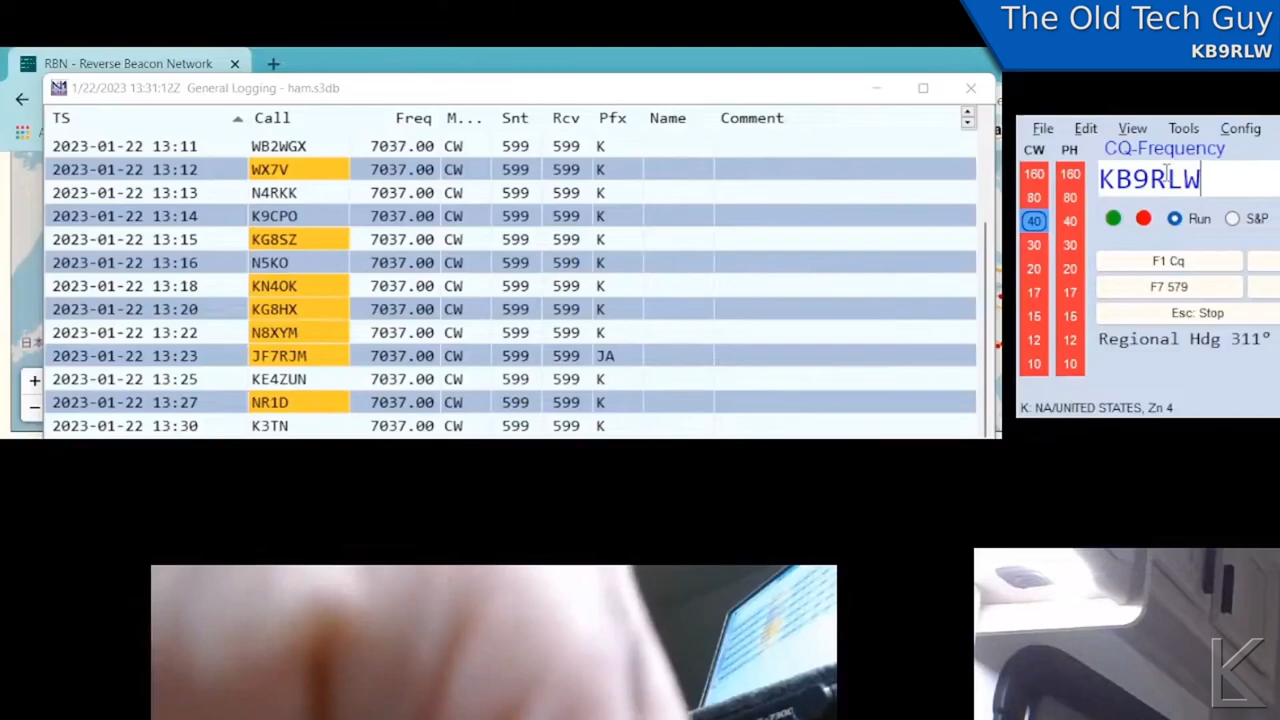 The Old Tech Guy
KB9RLW
RBN - Reverse Beacon Network
1/22/2023 13:31:12Z General Logging - ham.s3db
TS Call Freq M... Snt Rcv Pfx Name Comment
2023-01-22 13:11 WB2WGX 7037.00 CW 599 599 K
2023-01-22 13:12 WX7V 7037.00 CW 599 599 K
2023-01-22 13:13 N4RKK 7037.00 CW 599 599 K
2023-01-22 13:14 K9CPO 7037.00 CW 599 599 K
2023-01-22 13:15 KG8SZ 7037.00 CW 599 599 K
2023-01-22 13:16 N5KO 7037.00 CW 599 599 K
2023-01-22 13:18 KN4OK 7037.00 CW 599 599 K
2023-01-22 13:20 KG8HX 7037.00 CW 599 599 K
2023-01-22 13:22 N8XYM 7037.00 CW 599 599 K
2023-01-22 13:23 JF7RJM 7037.00 CW 599 599 JA
2023-01-22 13:25 KE4ZUN 7037.00 CW 599 599 K
2023-01-22 13:27 NR1D 7037.00 CW 599 599 K
2023-01-22 13:30 K3TN 7037.00 CW 599 599 K
日本
File Edit View Tools Config
CW PH CQ-Frequency
160 160 KB9RLW
80 80
40 40 Run S&P
30 30
20 20 F1 Cq
17 17 F7 579
15 15 Esc: Stop
12 12 Regional Hdg 311°
10 10
K: NA/UNITED STATES, Zn 4
K